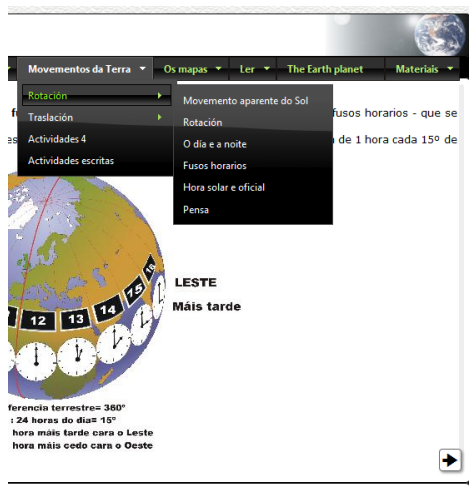 Movementos da Terra
Os mapas
Ler
The Earth planet
Materiais
Rotación
Traslación
Actividades 4
Actividades escritas
Movemento aparente do Sol
Rotación
O día e a noite
Fusos horarios
Hora solar e oficial
Pensa
fusos horarios - que se
de 1 hora cada 15º de
LESTE
Máis tarde
12 13 14 15 16
ferencia terrestre= 360º
: 24 horas do dia= 15º
hora máis tarde cara o Leste
hora máis cedo cara o Oeste